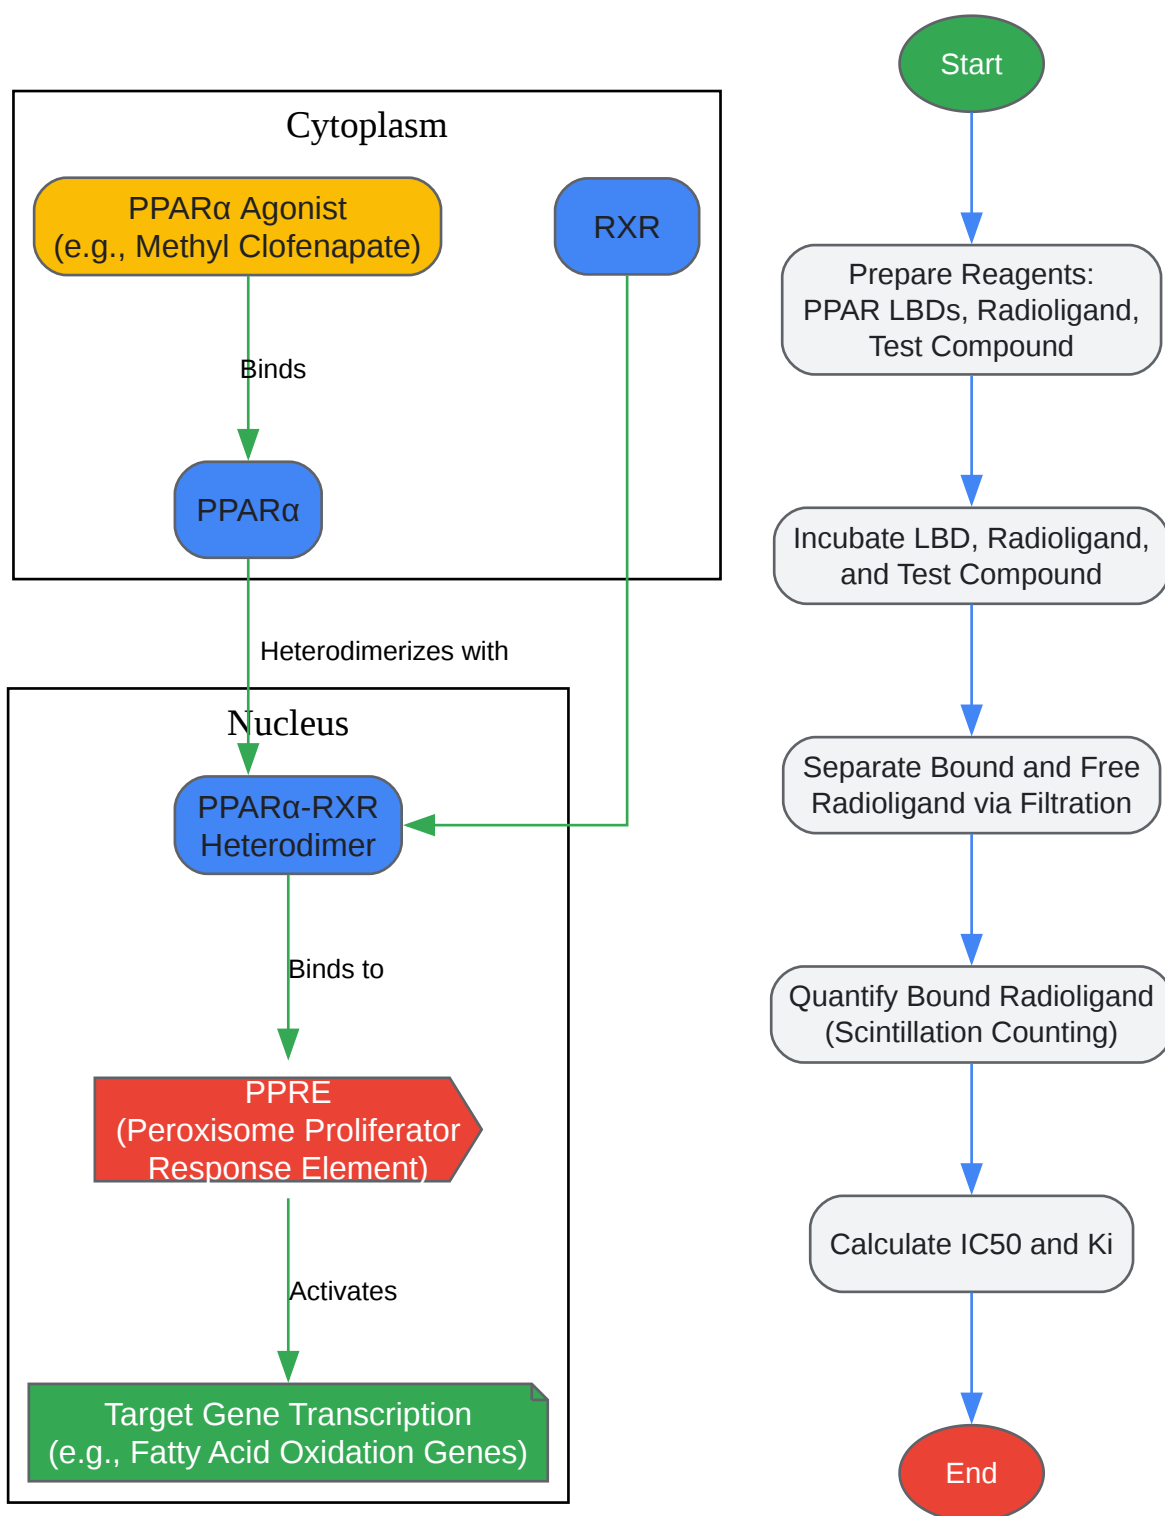 Cytoplasm
PPARα Agonist
(e.g., Methyl Clofenapate)
RXR
Binds
PPARα
Heterodimerizes with
Nucleus
PPARα-RXR
Heterodimer
Binds to
PPRE
(Peroxisome Proliferator
Response Element)
Activates
Target Gene Transcription
(e.g., Fatty Acid Oxidation Genes)
Start
Prepare Reagents:
PPAR LBDs, Radioligand,
Test Compound
Incubate LBD, Radioligand,
and Test Compound
Separate Bound and Free
Radioligand via Filtration
Quantify Bound Radioligand
(Scintillation Counting)
Calculate IC50 and Ki
End